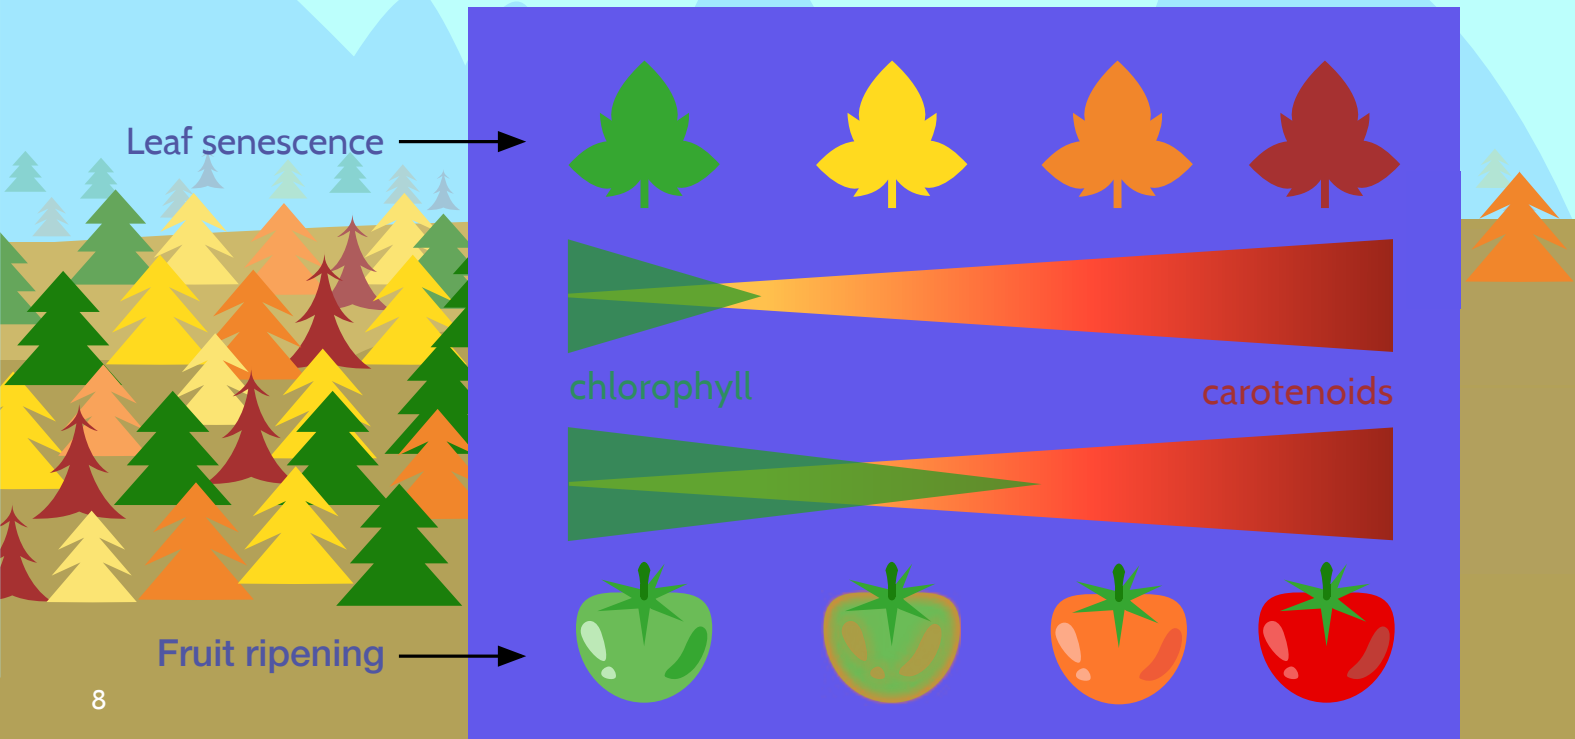 Leaf senescence
chlorophyll
carotenoids
Fruit ripening
8